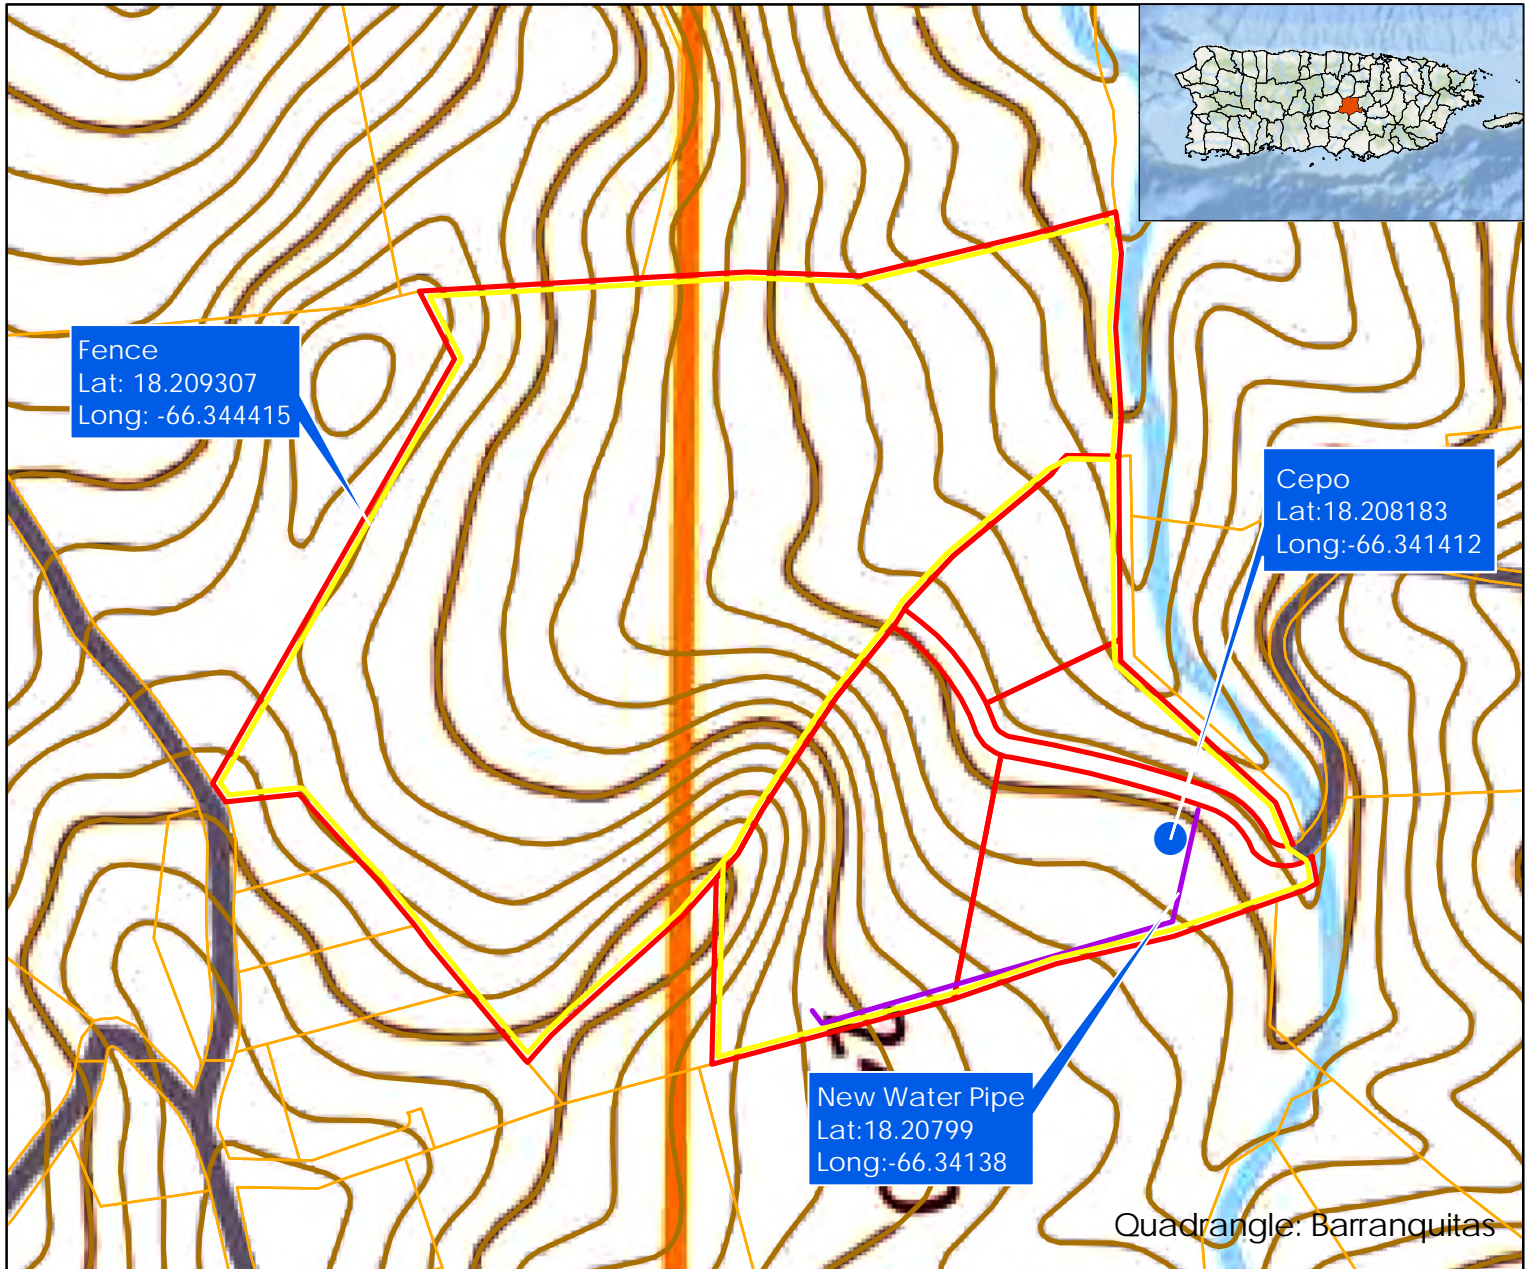 Fence
Lat: 18.209307
Long: -66.344415
Cepo
Lat:18.208183
Long:-66.341412
New Water Pipe
Lat:18.20799
Long:-66.34138
Quadrangle: Barranquitas